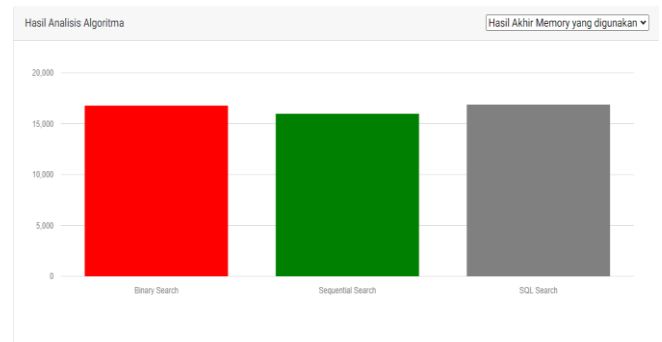 Hasil Analisis Algoritma
Hasil Akhir Memory yang digunakan
20,000
15,000
10,000
5,000
0
Binary Search
Sequential Search
SQL Search